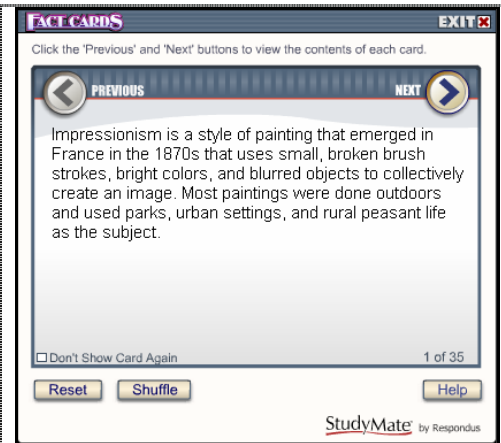 FACT CARDS
EXIT
Click the 'Previous' and 'Next' buttons to view the contents of each card.
PREVIOUS
NEXT
Impressionism is a style of painting that emerged in
France in the 1870s that uses small, broken brush
strokes, bright colors, and blurred objects to collectively
create an image. Most paintings were done outdoors
and used parks, urban settings, and rural peasant life
as the subject.
Don't Show Card Again
1 of 35
Reset
Shuffle
Help
StudyMate by Respondus